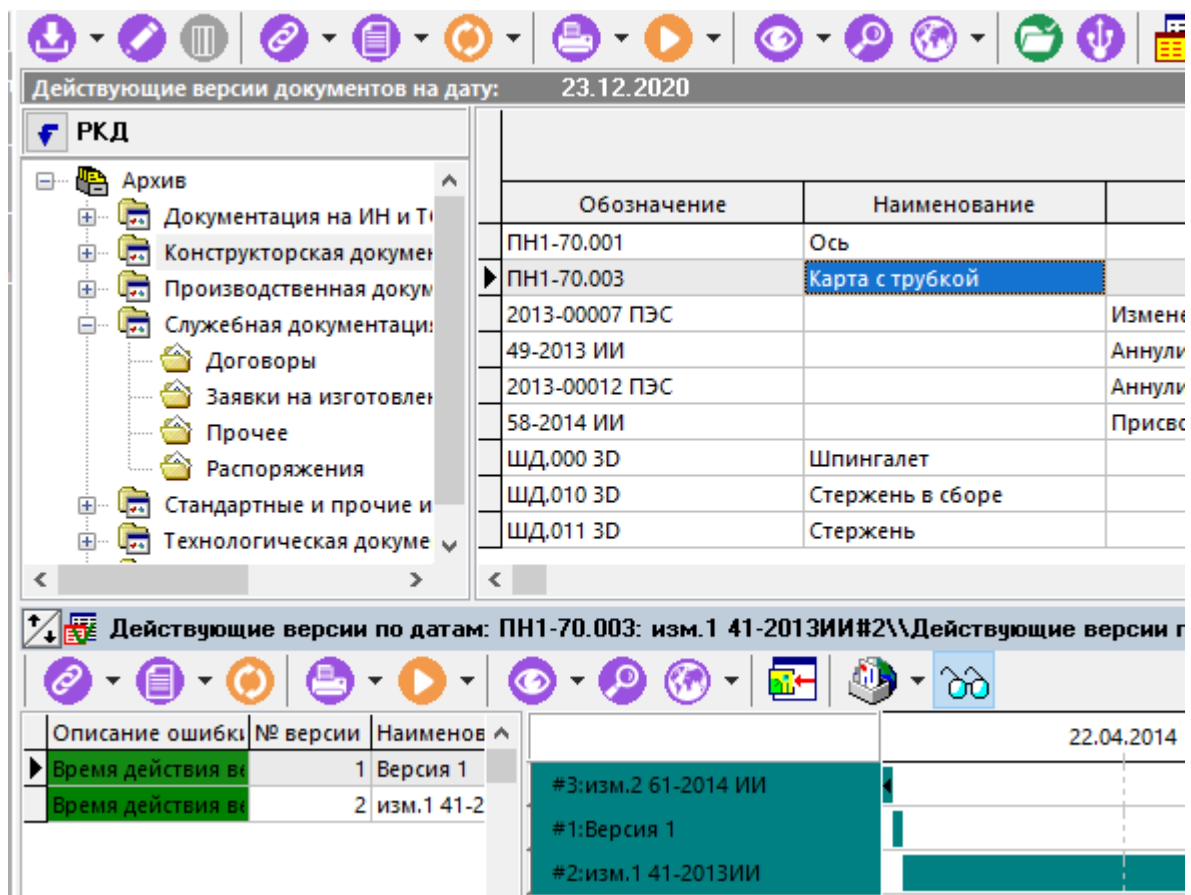 Действующие версии документов на дату: 23.12.2020
РКД
Архив
Документация на ИН и Т
Конструкторская докумен
Производственная докум
Служебная документация
Договоры
Заявки на изготовлен
Прочее
Распоряжения
Стандартные и прочие и
Технологическая докуме
Обозначение Наименование
ПН1-70.001 Ось
ПН1-70.003 Карта с трубкой
2013-00007 ПЭС Измене
49-2013 ИИ Аннули
2013-00012 ПЭС Аннули
58-2014 ИИ Присво
ШД.000 3D Шпингалет
ШД.010 3D Стержень в сборе
ШД.011 3D Стержень
Действующие версии по датам: ПН1-70.003: изм.1 41-2013ИИ#2\\Действующие версии п
Описание ошибки № версии Наименов
Время действия ве 1 Версия 1
Время действия ве 2 изм.1 41-2
22.04.2014
#3:изм.2 61-2014 ИИ
#1:Версия 1
#2:изм.1 41-2013ИИ